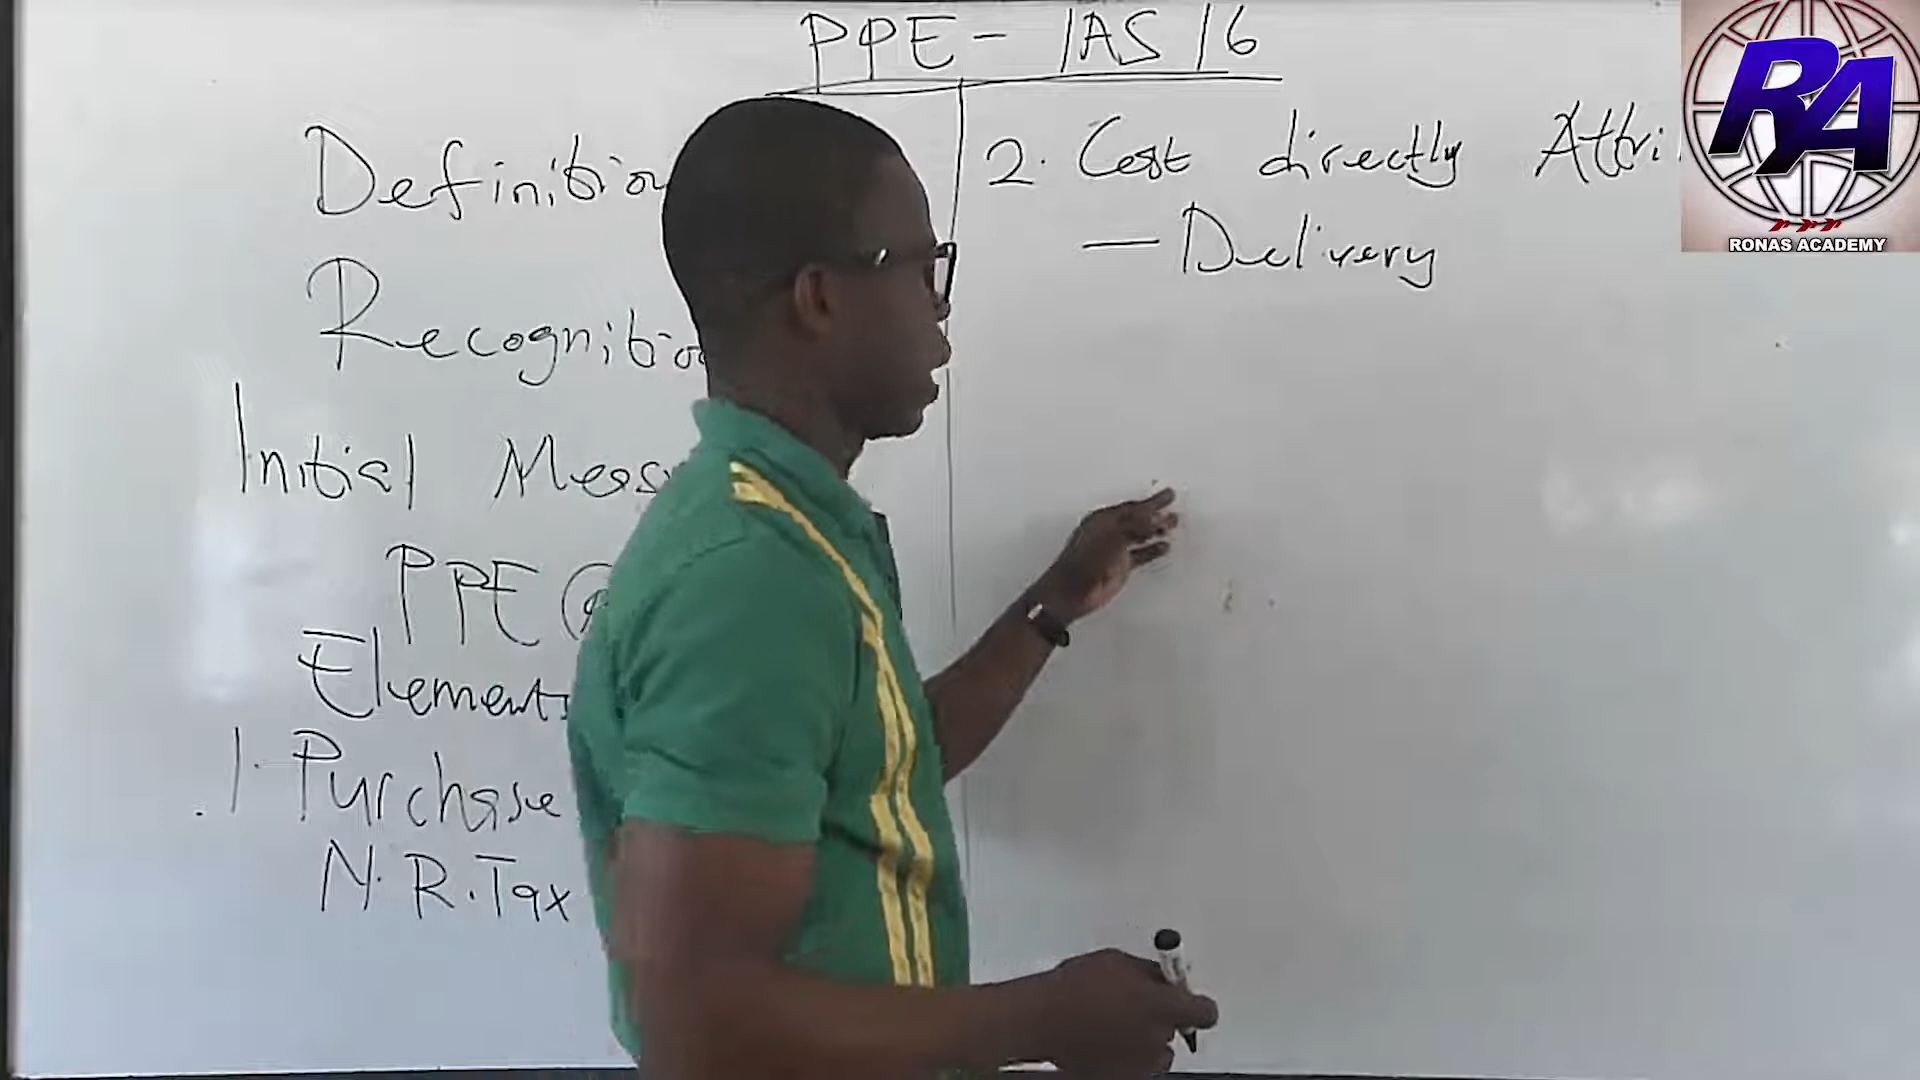 PPE - IAS 16
Definition
Recognition
Initial Meas
PPE @
Elements
1. Purchase
N.R. Tax
2. Cost directly Attri
- Delivery
RA
RONAS ACADEMY